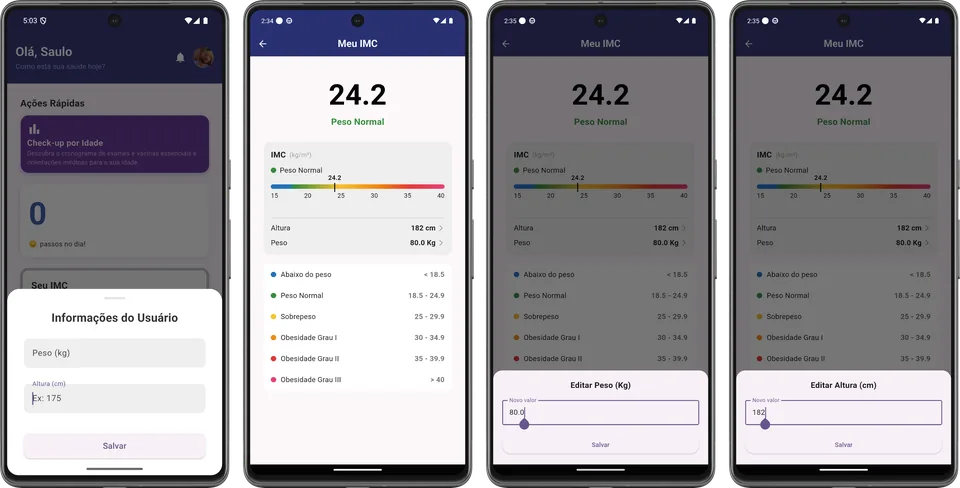 5:03
Olá, Saulo
Como está sua saúde hoje?
Ações Rápidas
Check-up por Idade
Descubra o cronograma de exames e vacinas essenciais e
orientações médicas para a sua idade
0
passos no dia!
Seu IMC
Informações do Usuário
Peso (kg)
Altura (cm)
Ex: 175
Salvar
2:34
Meu IMC
24.2
Peso Normal
IMC (kg/m²)
Peso Normal
24.2
15 20 25 30 35 40
Altura 182 cm
Peso 80.0 Kg
Abaixo do peso < 18.5
Peso Normal 18.5 - 24.9
Sobrepeso 25 - 29.9
Obesidade Grau I 30 - 34.9
Obesidade Grau II 35 - 39.9
Obesidade Grau III > 40
2:35
Meu IMC
24.2
Peso Normal
IMC (kg/m²)
Peso Normal
24.2
15 20 25 30 35 40
Altura 182 cm
Peso 80.0 Kg
Abaixo do peso < 18.5
Peso Normal 18.5 - 24.9
Sobrepeso 25 - 29.9
Obesidade Grau I 30 - 34.9
Obesidade Grau II 35 - 39.9
Editar Peso (Kg)
Novo valor
80.0
Salvar
2:35
Meu IMC
24.2
Peso Normal
IMC (kg/m²)
Peso Normal
24.2
15 20 25 30 35 40
Altura 182 cm
Peso 80.0 Kg
Abaixo do peso < 18.5
Peso Normal 18.5 - 24.9
Sobrepeso 25 - 29.9
Obesidade Grau I 30 - 34.9
Obesidade Grau II 35 - 39.9
Editar Altura (cm)
Novo valor
182
Salvar